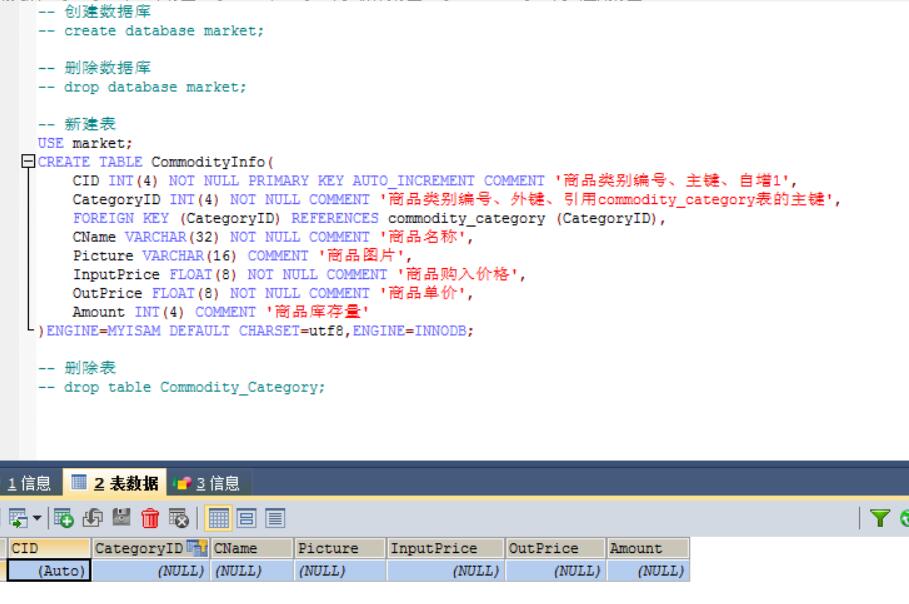 -- 创建数据库
-- create database market;
-- 删除数据库
-- drop database market;
-- 新建表
USE market;
CREATE TABLE CommodityInfo(
CID INT(4) NOT NULL PRIMARY KEY AUTO_INCREMENT COMMENT '商品类别编号、主键、自增1',
CategoryID INT(4) NOT NULL COMMENT '商品类别编号、外键、引用commodity_category表的主键',
FOREIGN KEY (CategoryID) REFERENCES commodity_category (CategoryID),
CName VARCHAR(32) NOT NULL COMMENT '商品名称',
Picture VARCHAR(16) COMMENT '商品图片',
InputPrice FLOAT(8) NOT NULL COMMENT '商品购入价格',
OutPrice FLOAT(8) NOT NULL COMMENT '商品单价',
Amount INT(4) COMMENT '商品库存量'
)ENGINE=MYISAM DEFAULT CHARSET=utf8,ENGINE=INNODB;
-- 删除表
-- drop table Commodity_Category;
1 信息 2 表数据 3 信息
CID CategoryID CName Picture InputPrice OutPrice Amount
(Auto) (NULL) (NULL) (NULL) (NULL) (NULL) (NULL)